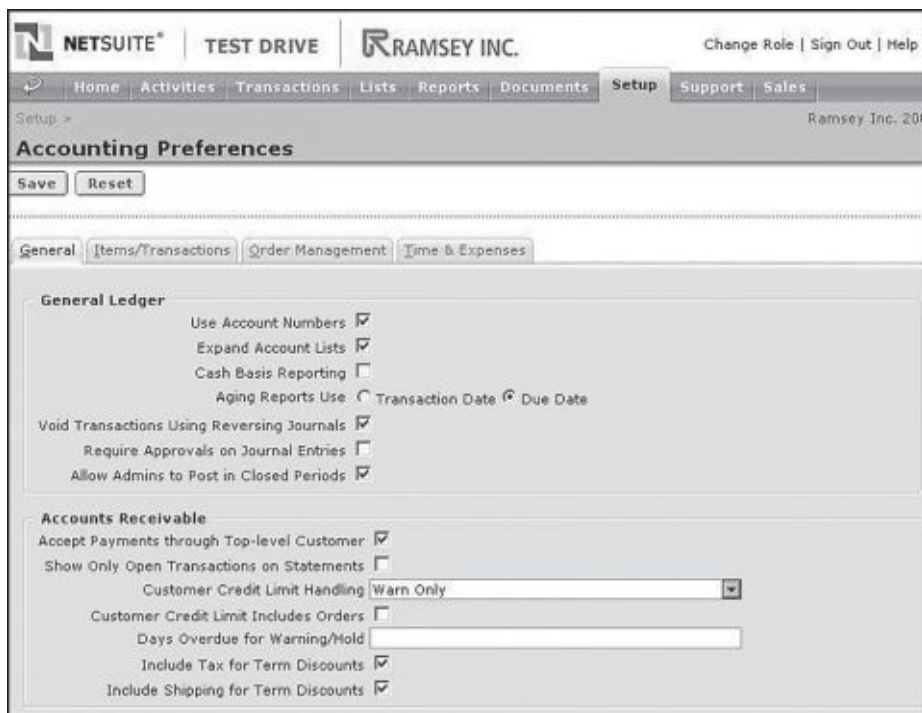 NETSUITE® TEST DRIVE RAMSEY INC. Change Role | Sign Out | Help
Home Activities Transactions Lists Reports Documents Setup Support Sales
Setup > Ramsey Inc. 200
Accounting Preferences
Save Reset
General Items/Transactions Order Management Time & Expenses
General Ledger
Use Account Numbers
Expand Account Lists
Cash Basis Reporting
Aging Reports Use Transaction Date Due Date
Void Transactions Using Reversing Journals
Require Approvals on Journal Entries
Allow Admins to Post in Closed Periods
Accounts Receivable
Accept Payments through Top-level Customer
Show Only Open Transactions on Statements
Customer Credit Limit Handling Warn Only
Customer Credit Limit Includes Orders
Days Overdue for Warning/Hold
Include Tax for Term Discounts
Include Shipping for Term Discounts